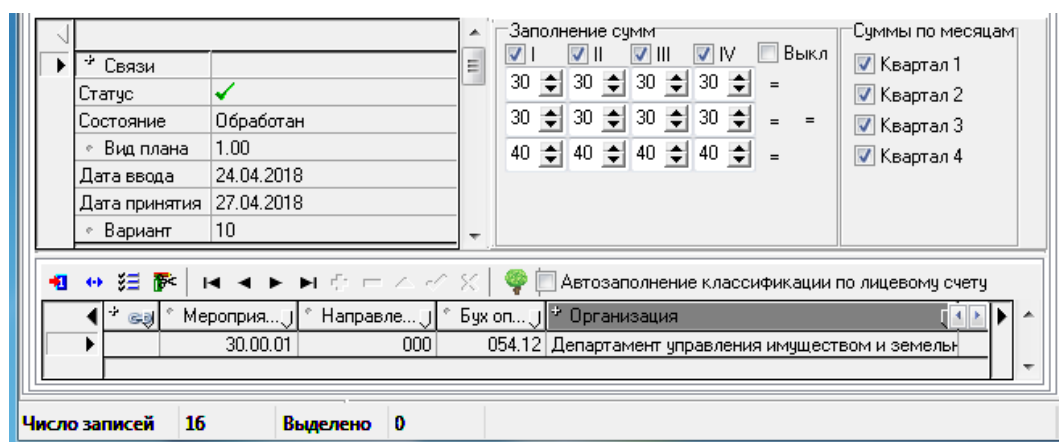 Заполнение сумм
Суммы по месяцам
I II III IV Выкл
Связи
Статус
Состояние Обработан
Вид плана 1.00
Дата ввода 24.04.2018
Дата принятия 27.04.2018
Вариант 10
30 30 30 30 =
30 30 30 30 = =
40 40 40 40 =
Квартал 1
Квартал 2
Квартал 3
Квартал 4
Автозаполнение классификации по лицевому счету
Мероприя... Направле... Бух оп... Организация
30.00.01 000 054.12 Департамент управления имуществом и земельн
Число записей 16 Выделено 0